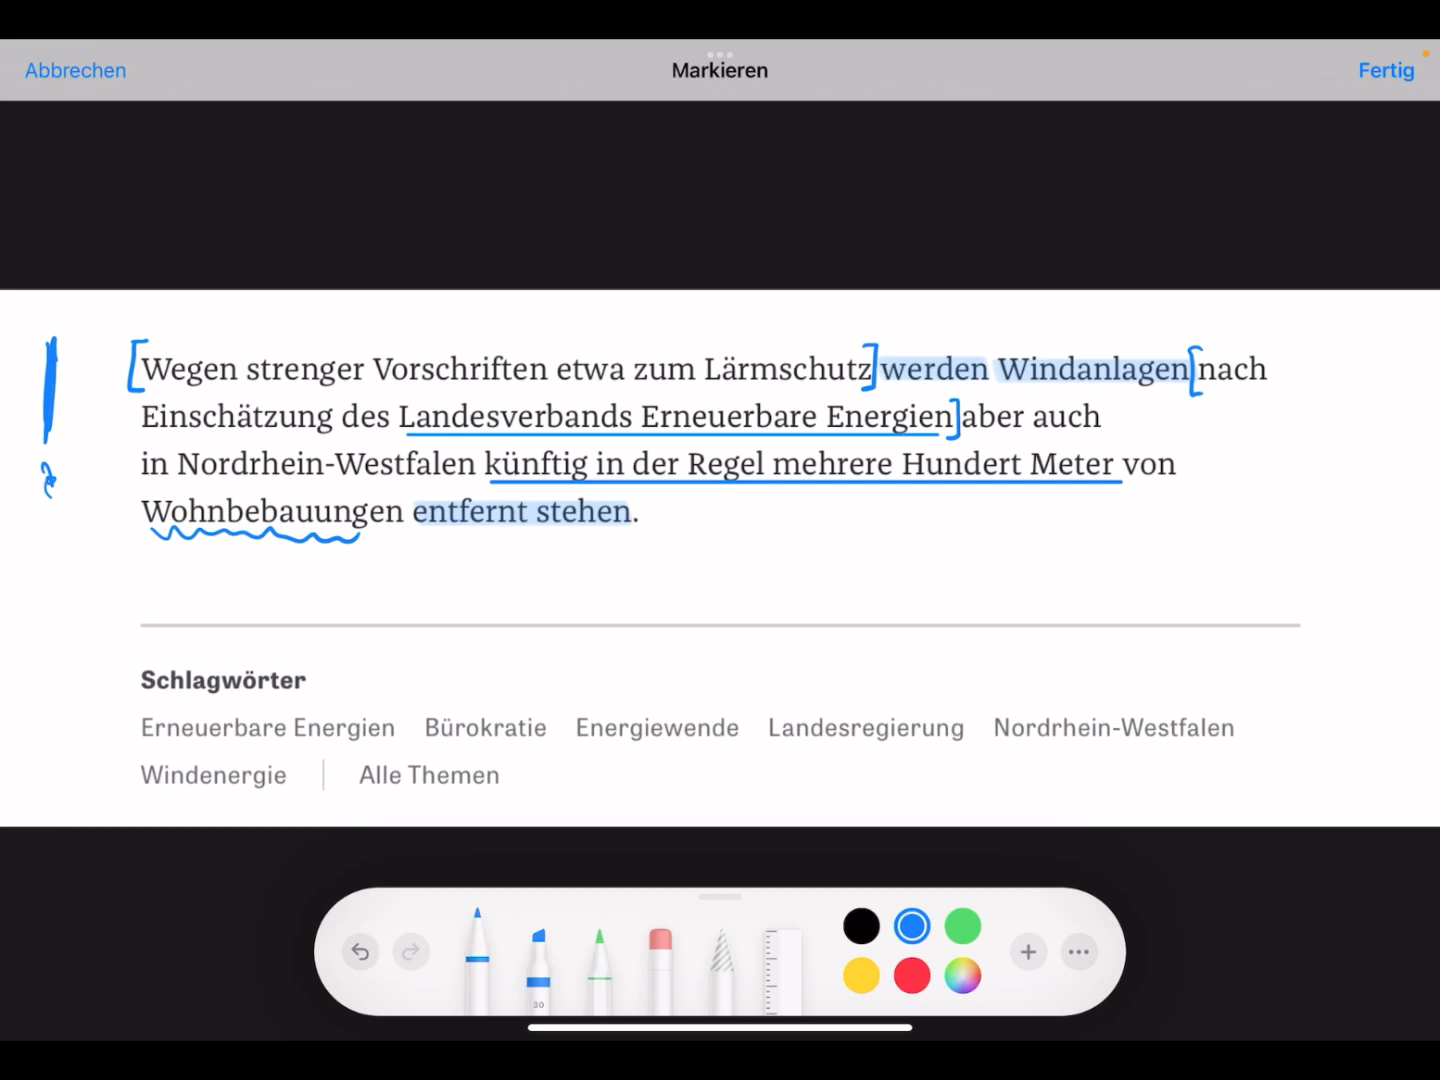 Abbrechen
Markieren
Fertig
Wegen strenger Vorschriften etwa zum Lärmschutz werden Windanlagen nach
Einschätzung des Landesverbands Erneuerbare Energien aber auch
in Nordrhein-Westfalen künftig in der Regel mehrere Hundert Meter von
Wohnbebauungen entfernt stehen.
Schlagwörter
Erneuerbare Energien Bürokratie Energiewende Landesregierung Nordrhein-Westfalen
Windenergie Alle Themen
30